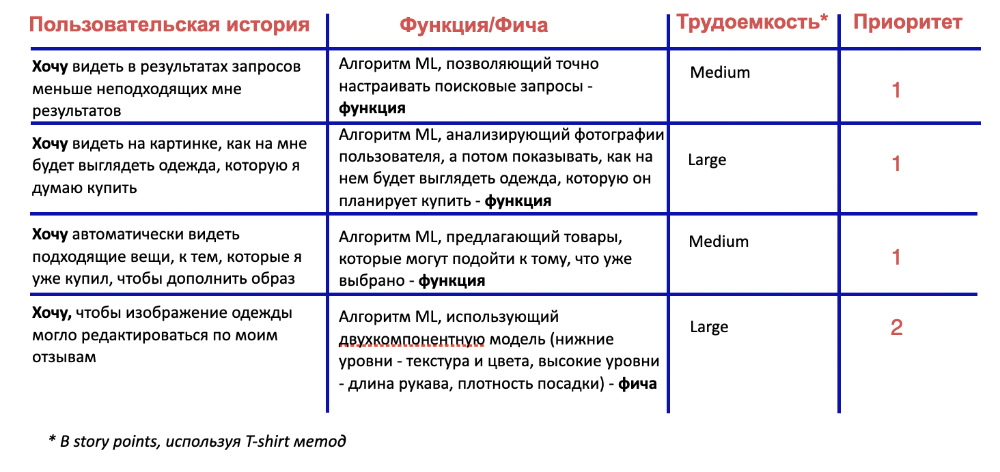 Пользовательская история
Функция/Фича
Трудоемкость*
Приоритет
Хочу видеть в результатах запросов
меньше неподходящих мне
результатов
Алгоритм ML, позволяющий точно
настраивать поисковые запросы -
функция
Medium
1
Хочу видеть на картинке, как на мне
будет выглядеть одежда, которую я
думаю купить
Алгоритм ML, анализирующий фотографии
пользователя, а потом показывать, как на
нем будет выглядеть одежда, которую он
планирует купить - функция
Large
1
Хочу автоматически видеть
подходящие вещи, к тем, которые я
уже купил, чтобы дополнить образ
Алгоритм ML, предлагающий товары,
которые могут подойти к тому, что уже
выбрано - функция
Medium
1
Хочу, чтобы изображение одежды
могло редактироваться по моим
отзывам
Алгоритм ML, использующий
двухкомпонентную модель (нижние
уровни - текстура и цвета, высокие уровни
- длина рукава, плотность посадки) - фича
Large
2
* В story points, используя T-shirt метод